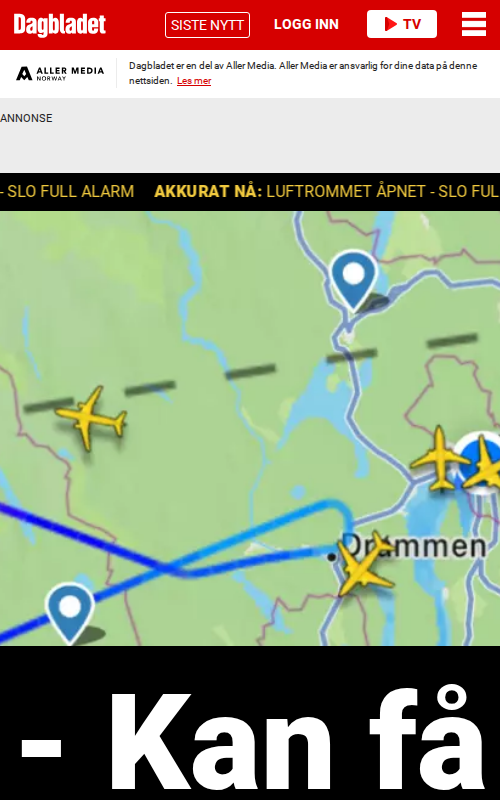 Dagbladet
SISTE NYTT
LOGG INN
TV
ALLER MEDIA
NORWAY
Dagbladet er en del av Aller Media. Aller Media er ansvarlig for dine data på denne
nettsiden. Les mer
ANNONSE
- SLO FULL ALARM AKKURAT NÅ: LUFTROMMET ÅPNET - SLO FUL
Drammen
- Kan få